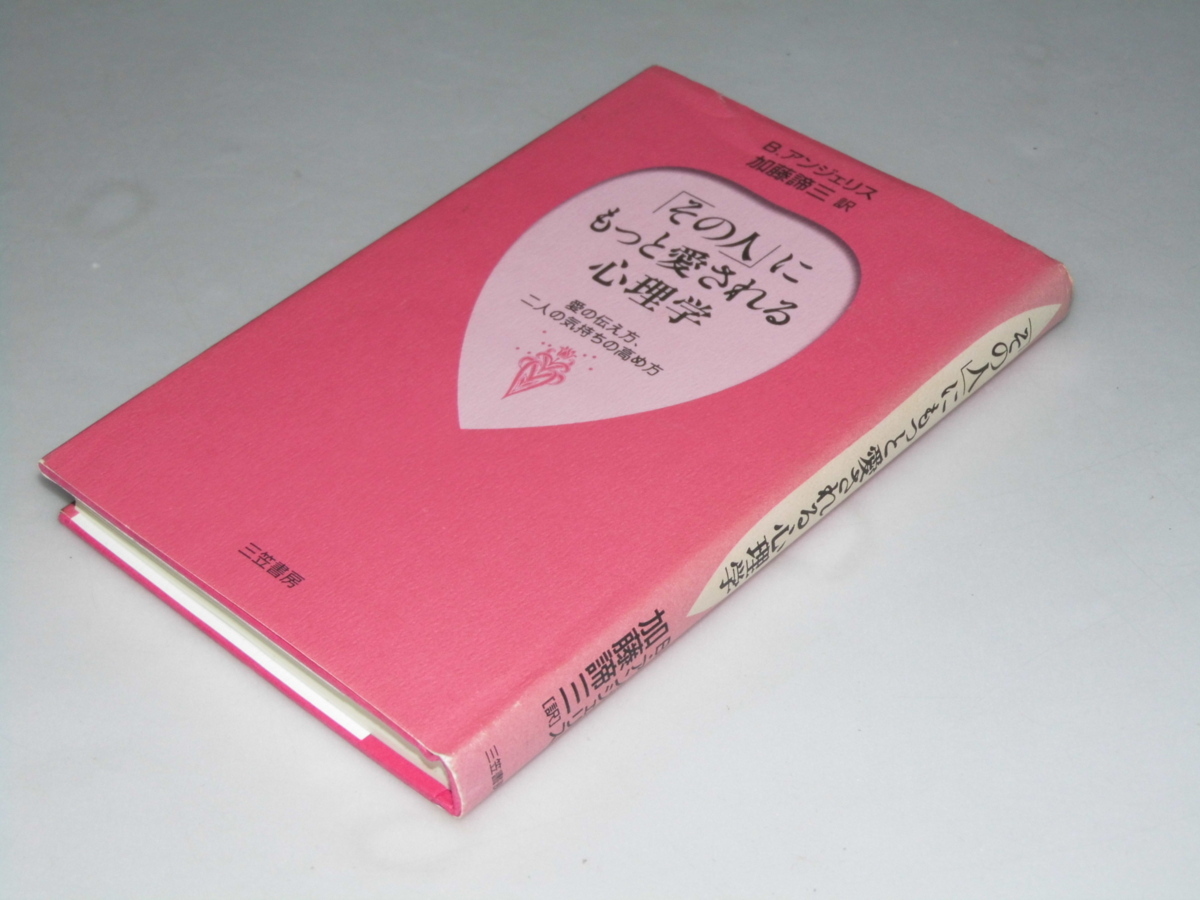 B.アンジェリス
加藤諦三 訳
「その人」に
もっと愛される
心理学
愛の伝え方、
二人の気持ちの高め方
三笠書房
「その人」にもっと愛される心理学
B.アンジェリス
加藤諦三[訳]
三笠書